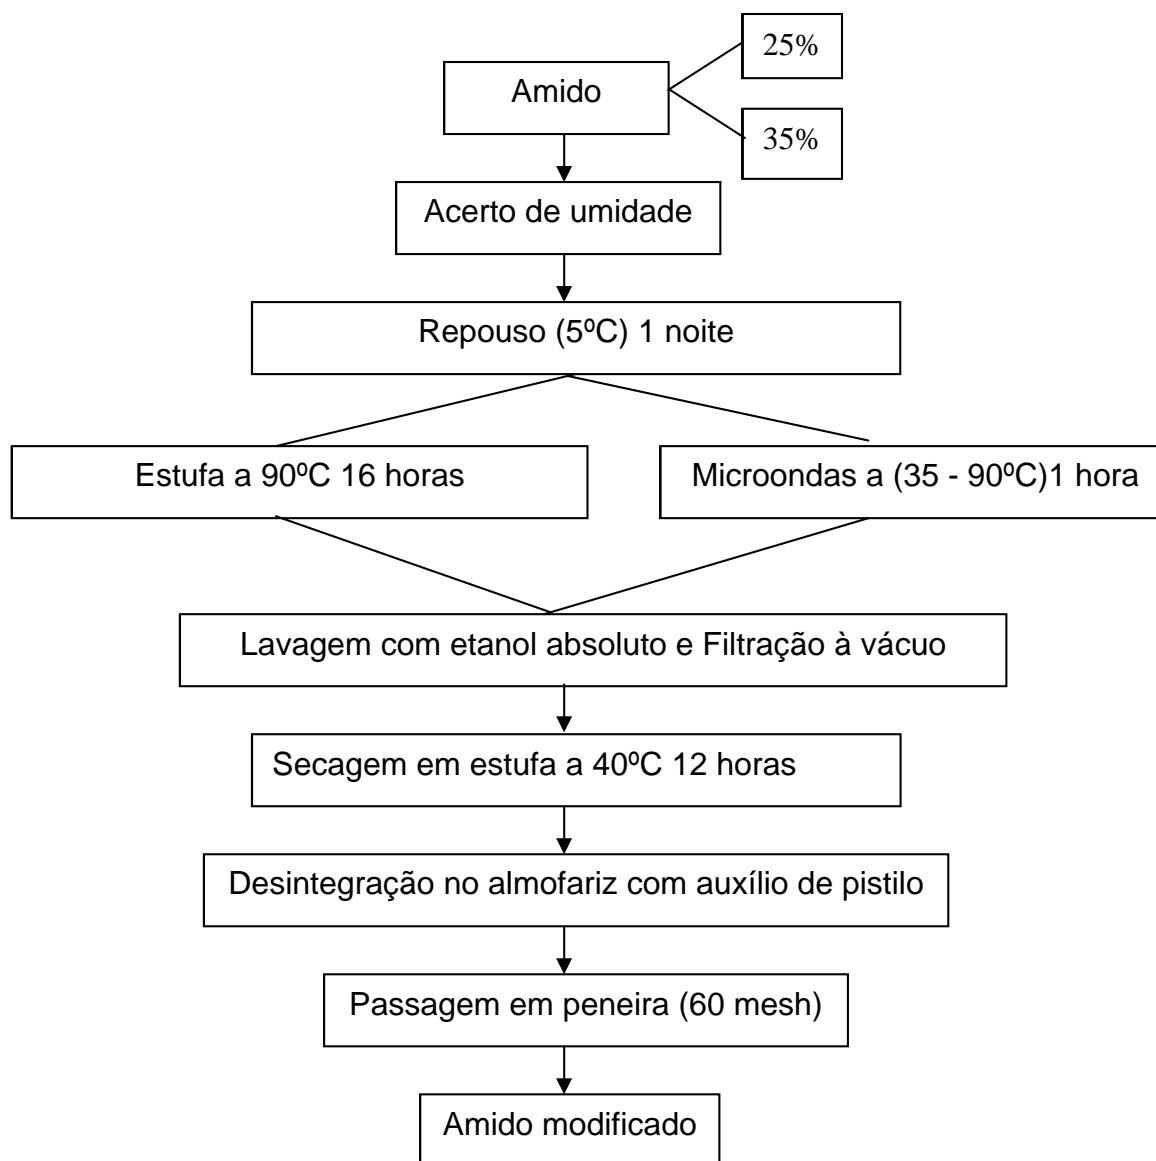 25%
Amido
35%
Acerto de umidade
Repouso (5ºC) 1 noite
Estufa a 90ºC 16 horas
Microondas a (35 - 90ºC)1 hora
Lavagem com etanol absoluto e Filtração à vácuo
Secagem em estufa a 40ºC 12 horas
Desintegração no almofariz com auxílio de pistilo
Passagem em peneira (60 mesh)
Amido modificado